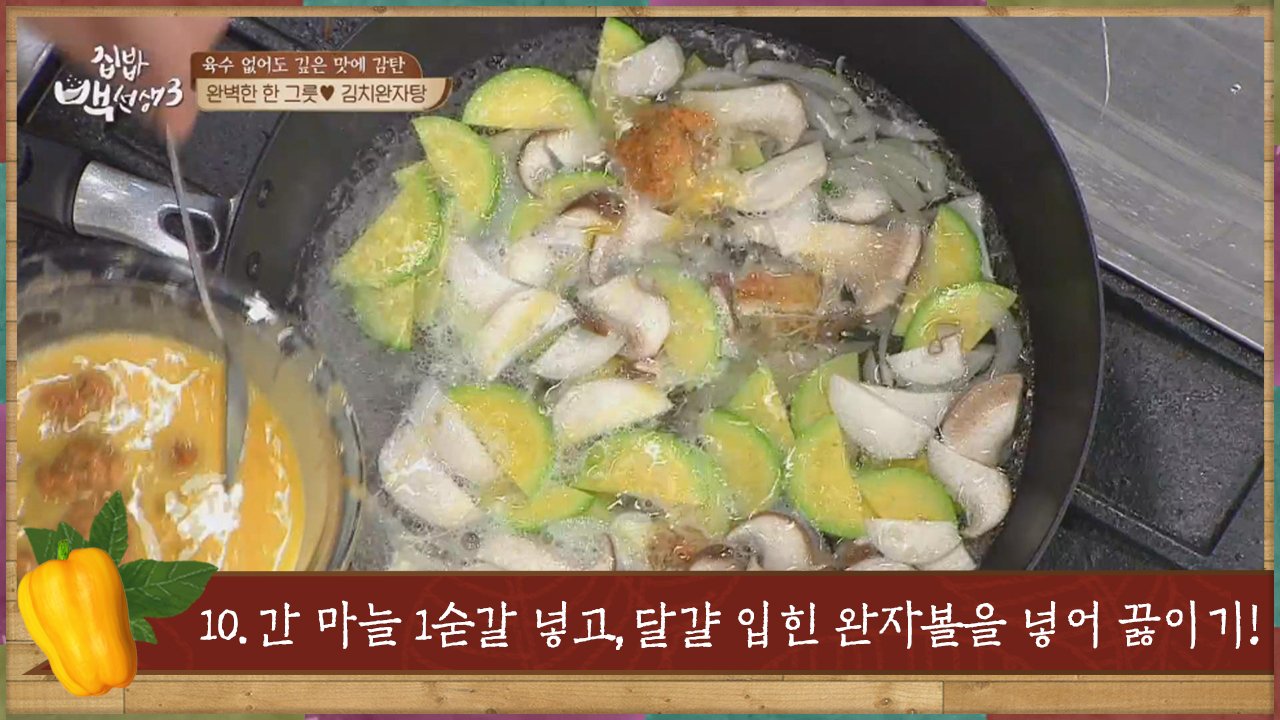 집밥
백선생3
육수 없어도 깊은 맛에 감탄
완벽한 한 그릇♥ 김치완자탕
10. 간 마늘 1숟갈 넣고, 달걀 입힌 완자볼을 넣어 끓이기!